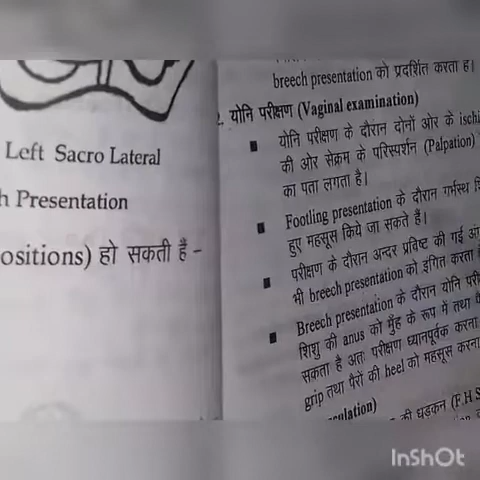 Left Sacro Lateral
h Presentation
ositions) हो सकती है -
breech presentation को प्रदर्शित करता है।
2. योनि परीक्षण (Vaginal examination)
■ योनि परीक्षण के दौरान दोनों ओर के ischi
की ओर सेक्रम के परिस्पर्शन (Palpation)
का पता लगता है।
■ Footling presentation के दौरान गर्भस्थ शि
हुए महसूस किये जा सकते हैं।
■ परीक्षण के दौरान अन्दर प्रविष्ट की गई अं
भी breech presentation को इंगित करता है
■ Breech presentation के दौरान योनि परी
शिशु की anus को मुँह के रूप में तथा
सकता है अतः परीक्षण ध्यानपूर्वक करना
grip तथा पैरों की heel को महसूस करना
culation)
की धड़कन (F H S
InShOt